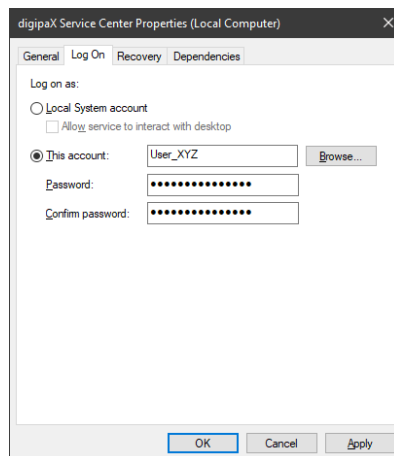 digipaX Service Center Properties (Local Computer)
General Log On Recovery Dependencies
Log on as:
Local System account
Allow service to interact with desktop
This account: User_XYZ Browse...
Password: •••••••••••••••
Confirm password: •••••••••••••••
OK Cancel Apply